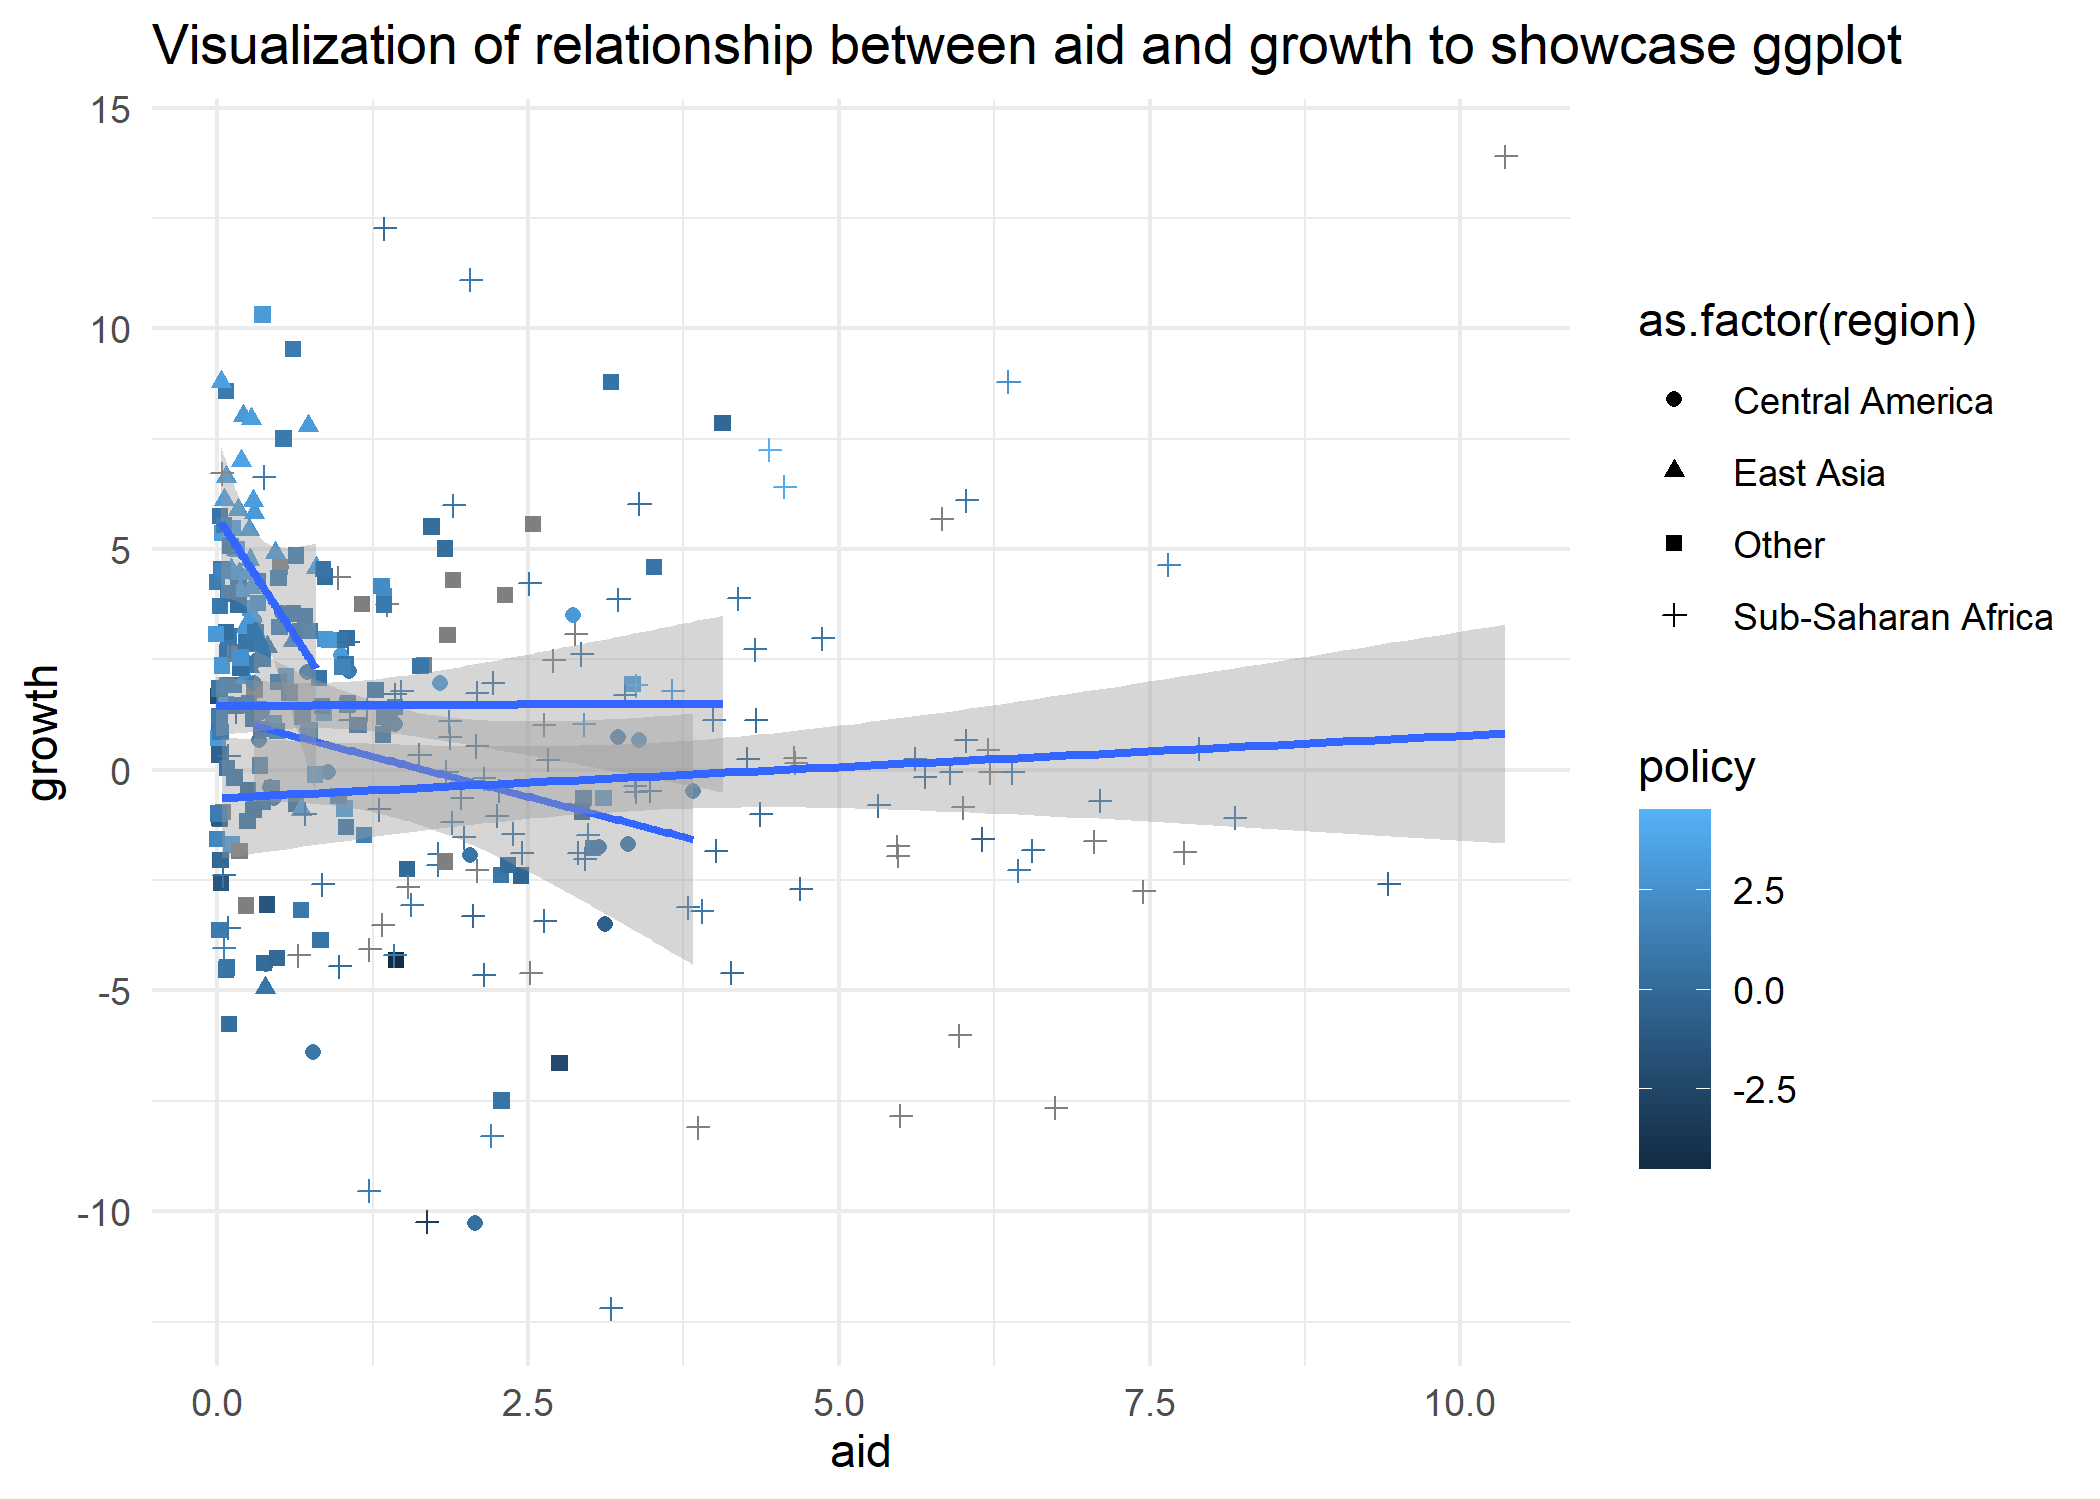 Visualization of relationship between aid and growth to showcase ggplot
15
10
5
0
-5
-10
growth
0.0
2.5
5.0
7.5
10.0
aid
as.factor(region)
Central America
East Asia
Other
Sub-Saharan Africa
policy
2.5
0.0
-2.5